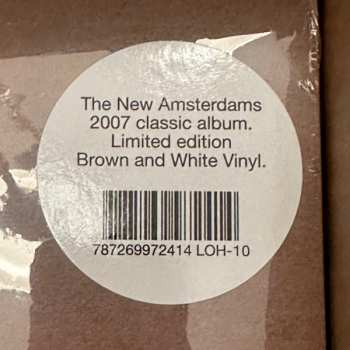 The New Amsterdams
2007 classic album.
Limited edition
Brown and White Vinyl.
787269972414 LOH-10